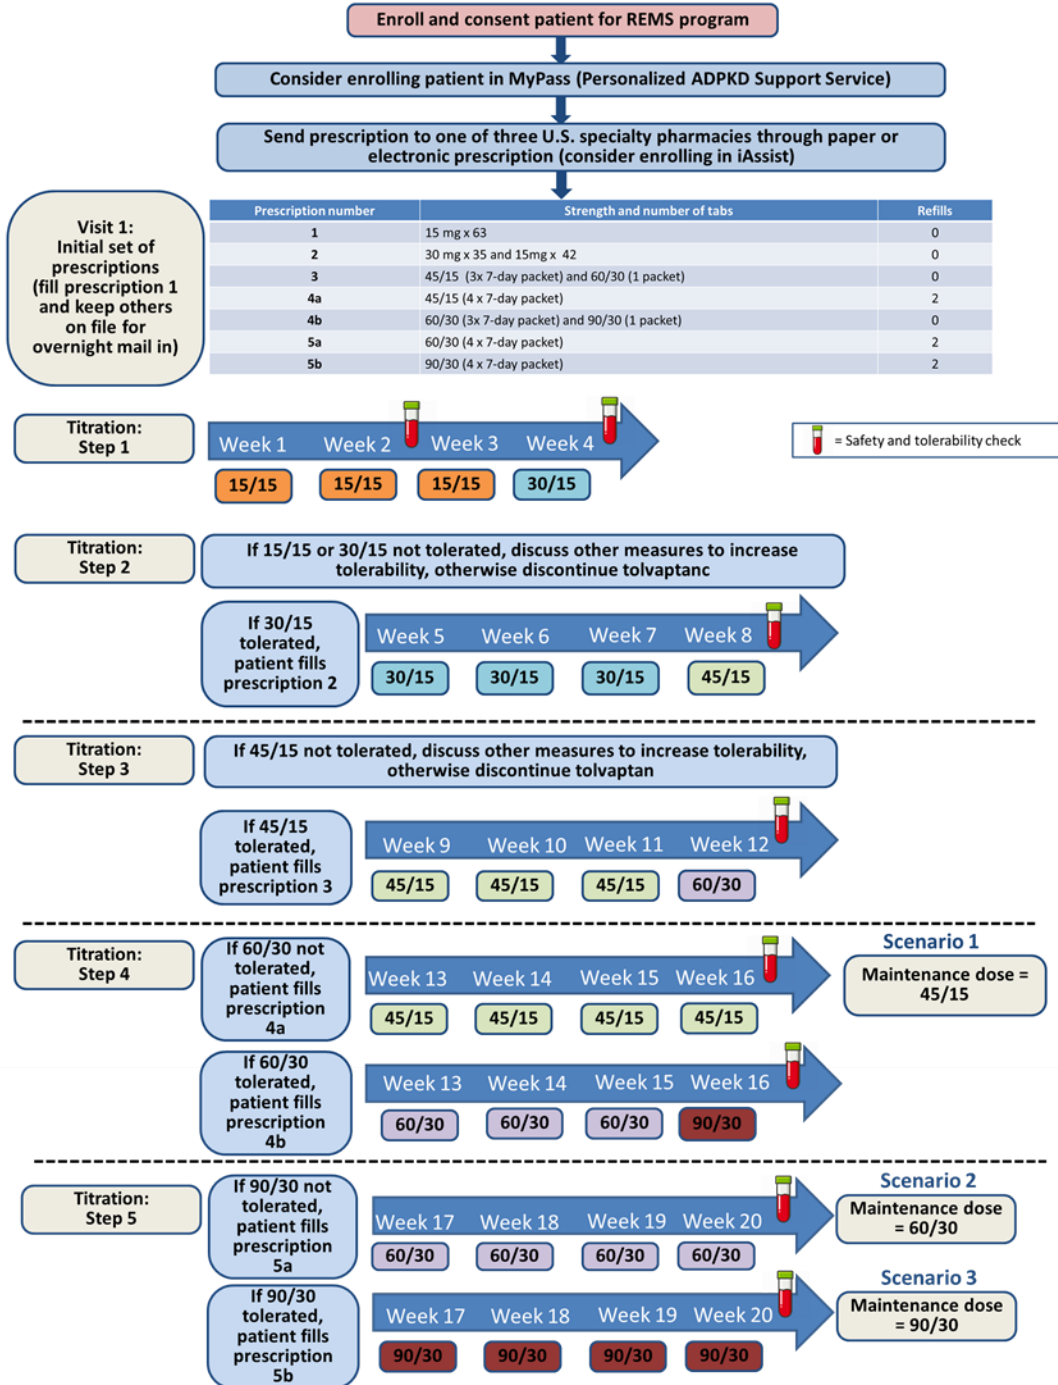 Enroll and consent patient for REMS program
Consider enrolling patient in MyPass (Personalized ADPKD Support Service)
Send prescription to one of three U.S. specialty pharmacies through paper or
electronic prescription (consider enrolling in iAssist)
Visit 1:
Initial set of
prescriptions
(fill prescription 1
and keep others
on file for
overnight mail in)
Prescription number Strength and number of tabs Refills
1 15 mg x 63 0
2 30 mg x 35 and 15mg x 42 0
3 45/15 (3x 7-day packet) and 60/30 (1 packet) 0
4a 45/15 (4 x 7-day packet) 2
4b 60/30 (3x 7-day packet) and 90/30 (1 packet) 0
5a 60/30 (4 x 7-day packet) 2
5b 90/30 (4 x 7-day packet) 2
Titration:
Step 1
Week 1 Week 2 Week 3 Week 4
15/15 15/15 15/15 30/15
= Safety and tolerability check
Titration:
Step 2
If 15/15 or 30/15 not tolerated, discuss other measures to increase
tolerability, otherwise discontinue tolvaptanc
If 30/15
tolerated,
patient fills
prescription 2
Week 5 Week 6 Week 7 Week 8
30/15 30/15 30/15 45/15
Titration:
Step 3
If 45/15 not tolerated, discuss other measures to increase tolerability,
otherwise discontinue tolvaptan
If 45/15
tolerated,
patient fills
prescription 3
Week 9 Week 10 Week 11 Week 12
45/15 45/15 45/15 60/30
Titration:
Step 4
If 60/30 not
tolerated,
patient fills
prescription
4a
Week 13 Week 14 Week 15 Week 16
45/15 45/15 45/15 45/15
Scenario 1
Maintenance dose =
45/15
If 60/30
tolerated,
patient fills
prescription
4b
Week 13 Week 14 Week 15 Week 16
60/30 60/30 60/30 90/30
Titration:
Step 5
If 90/30 not
tolerated,
patient fills
prescription
5a
Week 17 Week 18 Week 19 Week 20
60/30 60/30 60/30 60/30
Scenario 2
Maintenance dose
= 60/30
If 90/30
tolerated,
patient fills
prescription
5b
Week 17 Week 18 Week 19 Week 20
90/30 90/30 90/30 90/30
Scenario 3
Maintenance dose
= 90/30